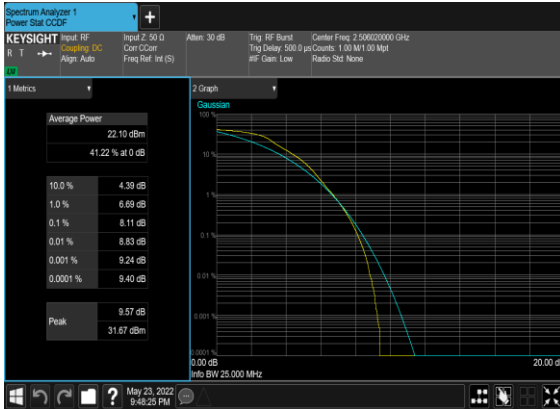 Spectrum Analyzer 1
Power Stat CCDF
+
KEYSIGHT
R T
LXI
Input: RF
Coupling: DC
Align: Auto
Input Z: 50 Ω
Corr CCorr
Freq Ref: Int (S)
Atten: 30 dB
Trig: RF Burst
Trig Delay: 500.0 µs
#IF Gain: Low
Center Freq: 2.506020000 GHz
Counts: 1.00 M/1.00 Mpt
Radio Std: None
1 Metrics
Average Power
22.10 dBm
41.22 % at 0 dB
10.0 % 4.39 dB
1.0 % 6.69 dB
0.1 % 8.11 dB
0.01 % 8.83 dB
0.001 % 9.24 dB
0.0001 % 9.40 dB
Peak
9.57 dB
31.67 dBm
2 Graph
Gaussian
100 %
10 %
1 %
0.1 %
0.01 %
0.001 %
0.0001 %
0.00 dB
20.00 d
Info BW 25.000 MHz
?
May 23, 2022
9:48:25 PM